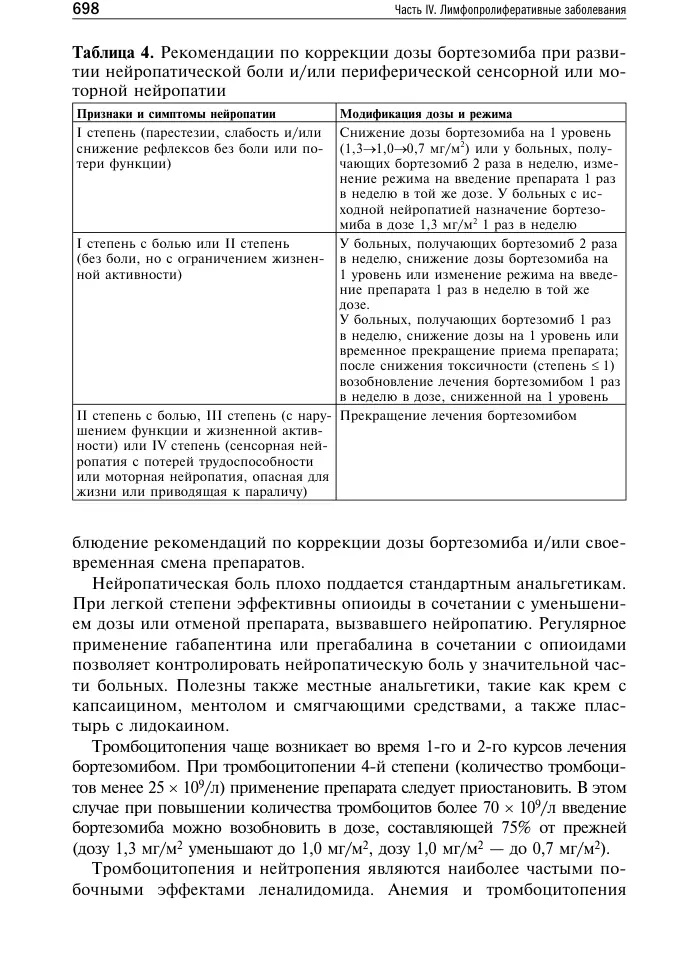 698
Часть IV. Лимфопролиферативные заболевания
Таблица 4. Рекомендации по коррекции дозы бортезомиба при разви-
тии нейропатической боли и/или периферической сенсорной или мо-
торной нейропатии
Признаки и симптомы нейропатии
Модификация дозы и режима
I степень (парестезии, слабость и/или
снижение рефлексов без боли или по-
тери функции)
Снижение дозы бортезомиба на 1 уровень
(1,3→1,0→0,7 мг/м²) или у больных, полу-
чающих бортезомиб 2 раза в неделю, изме-
нение режима на введение препарата 1 раз
в неделю в той же дозе. У больных с ис-
ходной нейропатией назначение бортезо-
миба в дозе 1,3 мг/м² 1 раз в неделю
I степень с болью или II степень
(без боли, но с ограничением жизнен-
ной активности)
У больных, получающих бортезомиб 2 раза
в неделю, снижение дозы бортезомиба на
1 уровень или изменение режима на введе-
ние препарата 1 раз в неделю в той же
дозе.
У больных, получающих бортезомиб 1 раз
в неделю, снижение дозы на 1 уровень или
временное прекращение приема препарата;
после снижения токсичности (степень ≤ 1)
возобновление лечения бортезомибом 1 раз
в неделю в дозе, сниженной на 1 уровень
II степень с болью, III степень (с нару-
шением функции и жизненной актив-
ности) или IV степень (сенсорная ней-
ропатия с потерей трудоспособности
или моторная нейропатия, опасная для
жизни или приводящая к параличу)
Прекращение лечения бортезомибом
блюдение рекомендаций по коррекции дозы бортезомиба и/или свое-
временная смена препаратов.
Нейропатическая боль плохо поддается стандартным анальгетикам.
При легкой степени эффективны опиоиды в сочетании с уменьшени-
ем дозы или отменой препарата, вызвавшего нейропатию. Регулярное
применение габапентина или прегабалина в сочетании с опиоидами
позволяет контролировать нейропатическую боль у значительной час-
ти больных. Полезны также местные анальгетики, такие как крем с
капсаицином, ментолом и смягчающими средствами, а также плас-
тырь с лидокаином.
Тромбоцитопения чаще возникает во время 1-го и 2-го курсов лечения
бортезомибом. При тромбоцитопении 4-й степени (количество тромбоци-
тов менее 25 × 10⁹/л) применение препарата следует приостановить. В этом
случае при повышении количества тромбоцитов более 70 × 10⁹/л введение
бортезомиба можно возобновить в дозе, составляющей 75% от прежней
(дозу 1,3 мг/м² уменьшают до 1,0 мг/м², дозу 1,0 мг/м² — до 0,7 мг/м²).
Тромбоцитопения и нейтропения являются наиболее частыми по-
бочными эффектами леналидомида. Анемия и тромбоцитопения